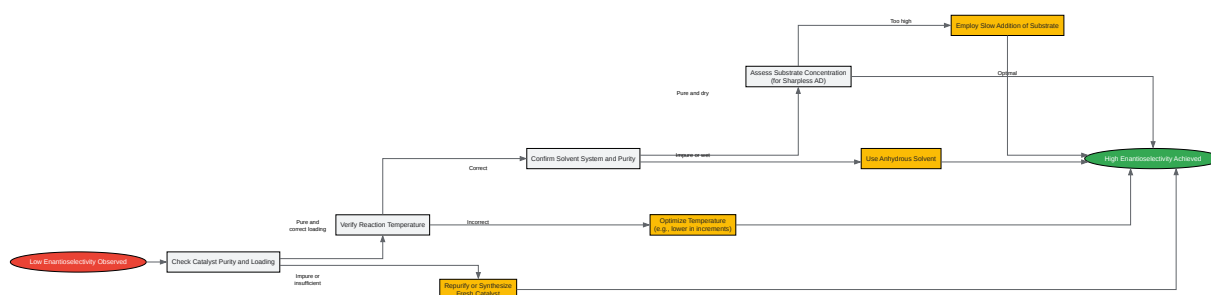 Too high
Employ Slow Addition of Substrate
Assess Substrate Concentration
(for Sharpless AD)
Optimal
Pure and dry
Confirm Solvent System and Purity
Impure or wet
Use Anhydrous Solvent
High Enantioselectivity Achieved
Correct
Pure and
correct loading
Verify Reaction Temperature
Incorrect
Optimize Temperature
(e.g., lower in increments)
Low Enantioselectivity Observed
Check Catalyst Purity and Loading
Impure or
insufficient
Repurify or Synthesize
Fresh Catalyst